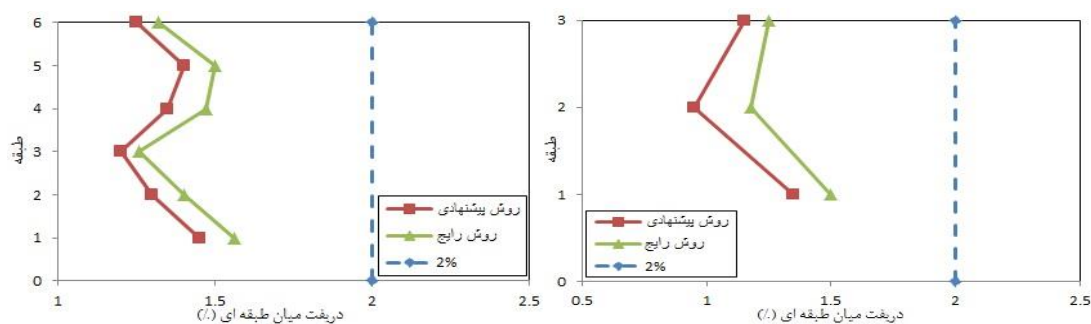 6
5
4
3
2
1
0
طبقه
1
1.5
2
2.5
دریفت میان طبقه ای (٪)
روش پیشنهادی
روش رایج
2%
3
2
1
0
طبقه
0.5
1
1.5
2
2.5
دریفت میان طبقه ای (٪)
روش پیشنهادی
روش رایج
2%